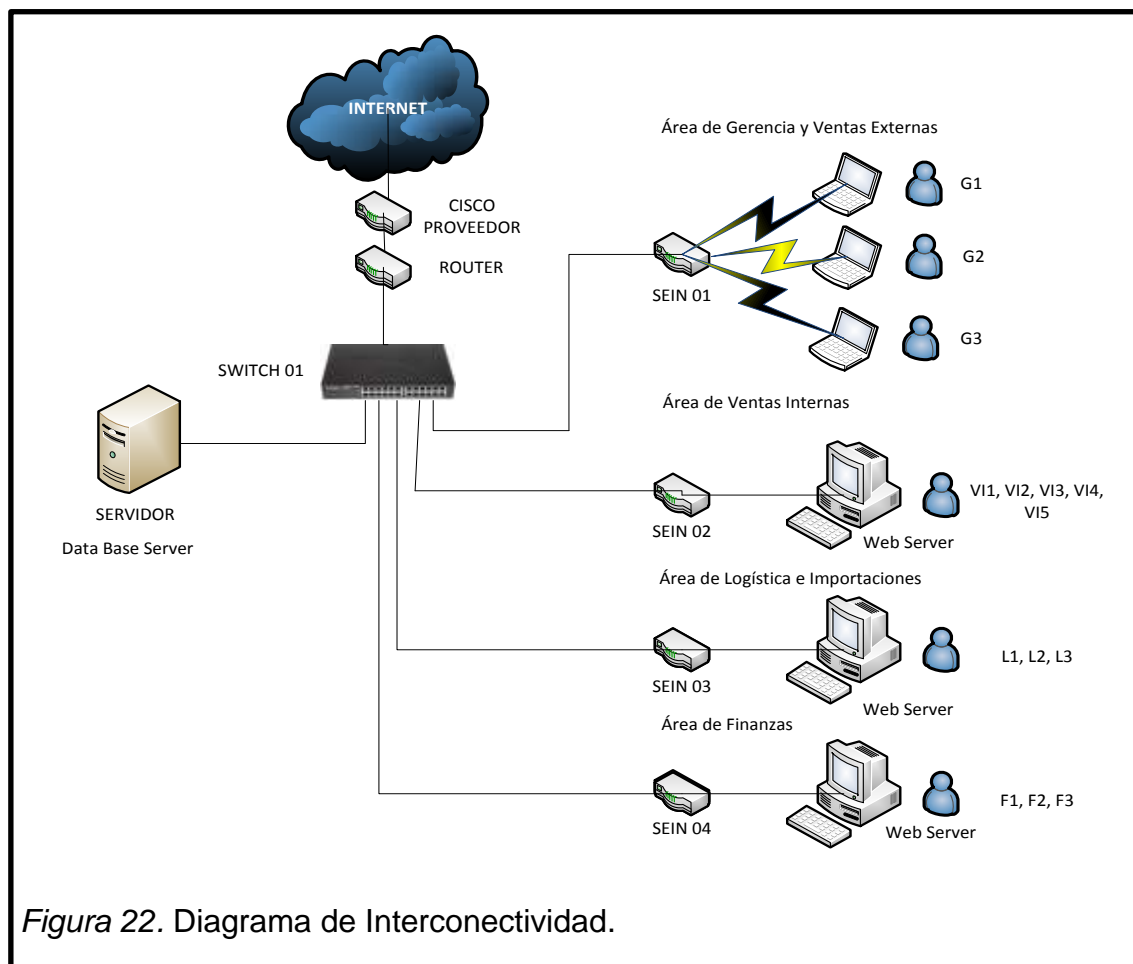 INTERNET
CISCO
PROVEEDOR
ROUTER
SWITCH 01
SERVIDOR
Data Base Server
Área de Gerencia y Ventas Externas
G1
G2
SEIN 01
G3
Área de Ventas Internas
VI1, VI2, VI3, VI4,
VI5
SEIN 02
Web Server
Área de Logística e Importaciones
L1, L2, L3
SEIN 03
Web Server
Área de Finanzas
F1, F2, F3
SEIN 04
Web Server
Figura 22. Diagrama de Interconectividad.